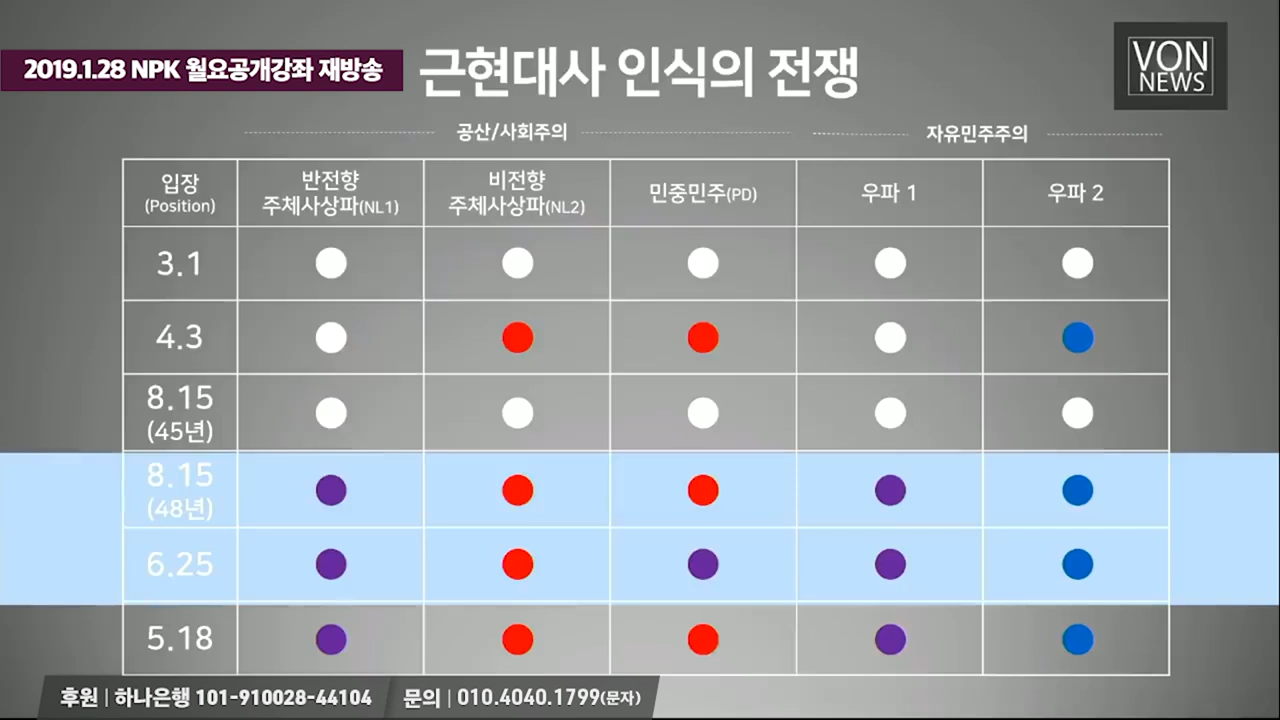 2019.1.28 NPK 월요공개강좌 재방송
근현대사 인식의 전쟁
VON
NEWS
공산/사회주의
자유민주주의
입장
(Position)
반전향
주체사상파(NL1)
비전향
주체사상파(NL2)
민중민주(PD)
우파 1
우파 2
3.1
4.3
8.15
(45년)
8.15
(48년)
6.25
5.18
후원 | 하나은행 101-910028-44104
문의 | 010.4040.1799(문자)